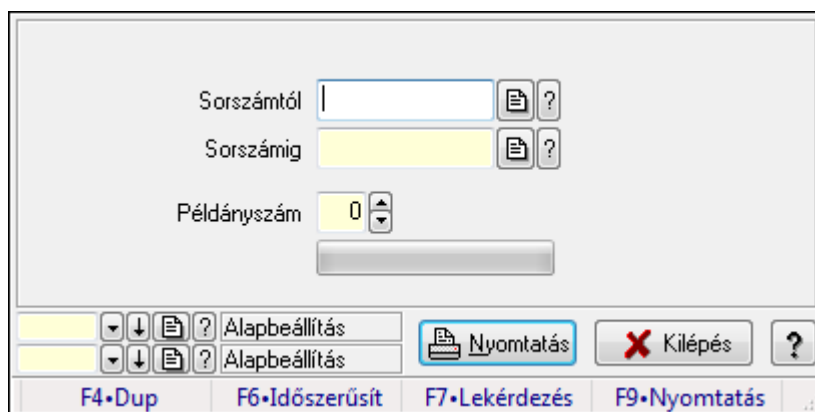 Sorszámtól ?
Sorszámig ?
Példányszám 0
? Alapbeállítás
? Alapbeállítás
Nyomtatás Kilépés ?
F4•Dup F6•Időszerűsít F7•Lekérdezés F9•Nyomtatás